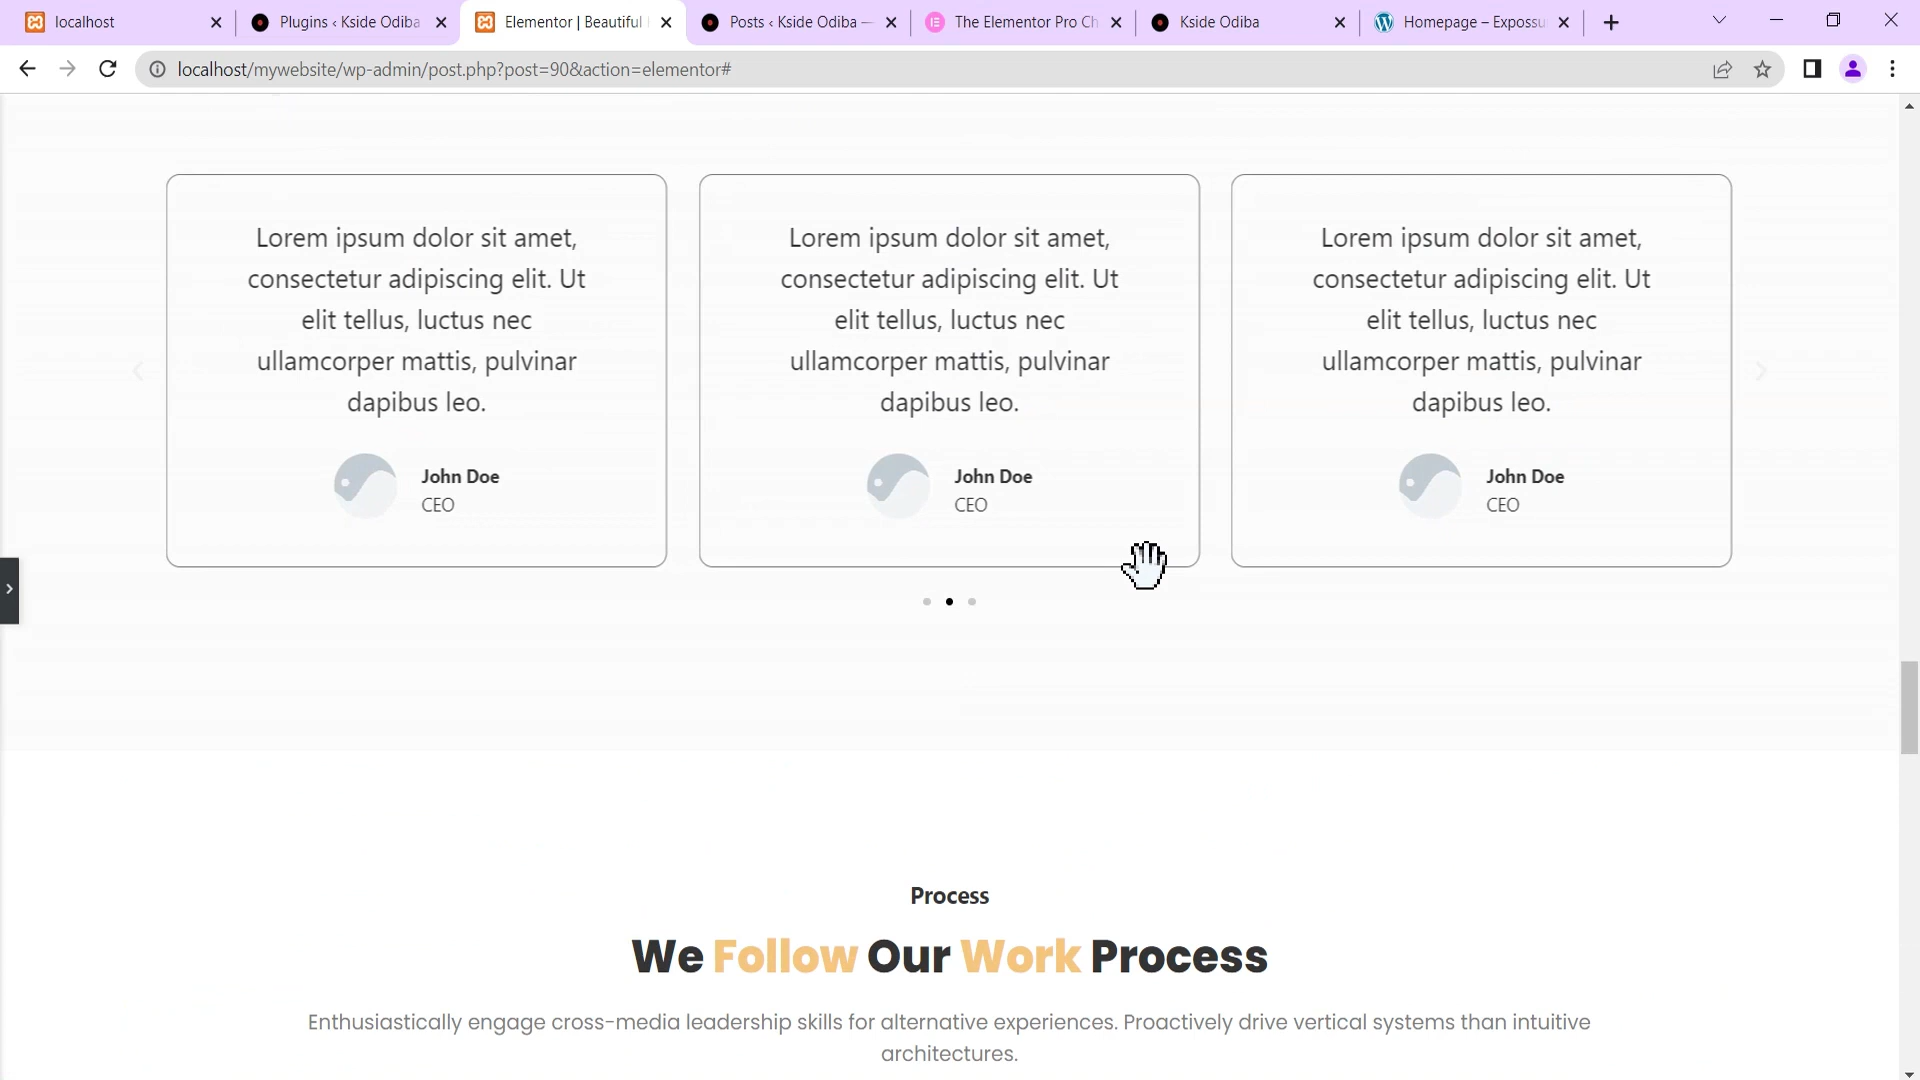 localhost
Plugins ‹ Kside Odiba
Elementor | Beautiful
Posts ‹ Kside Odiba —
The Elementor Pro Ch
Kside Odiba
Homepage – Expossu
localhost/mywebsite/wp-admin/post.php?post=90&action=elementor#
Lorem ipsum dolor sit amet,
consectetur adipiscing elit. Ut
elit tellus, luctus nec
ullamcorper mattis, pulvinar
dapibus leo.
John Doe
CEO
Lorem ipsum dolor sit amet,
consectetur adipiscing elit. Ut
elit tellus, luctus nec
ullamcorper mattis, pulvinar
dapibus leo.
John Doe
CEO
Lorem ipsum dolor sit amet,
consectetur adipiscing elit. Ut
elit tellus, luctus nec
ullamcorper mattis, pulvinar
dapibus leo.
John Doe
CEO
Process
We Follow Our Work Process
Enthusiastically engage cross-media leadership skills for alternative experiences. Proactively drive vertical systems than intuitive
architectures.